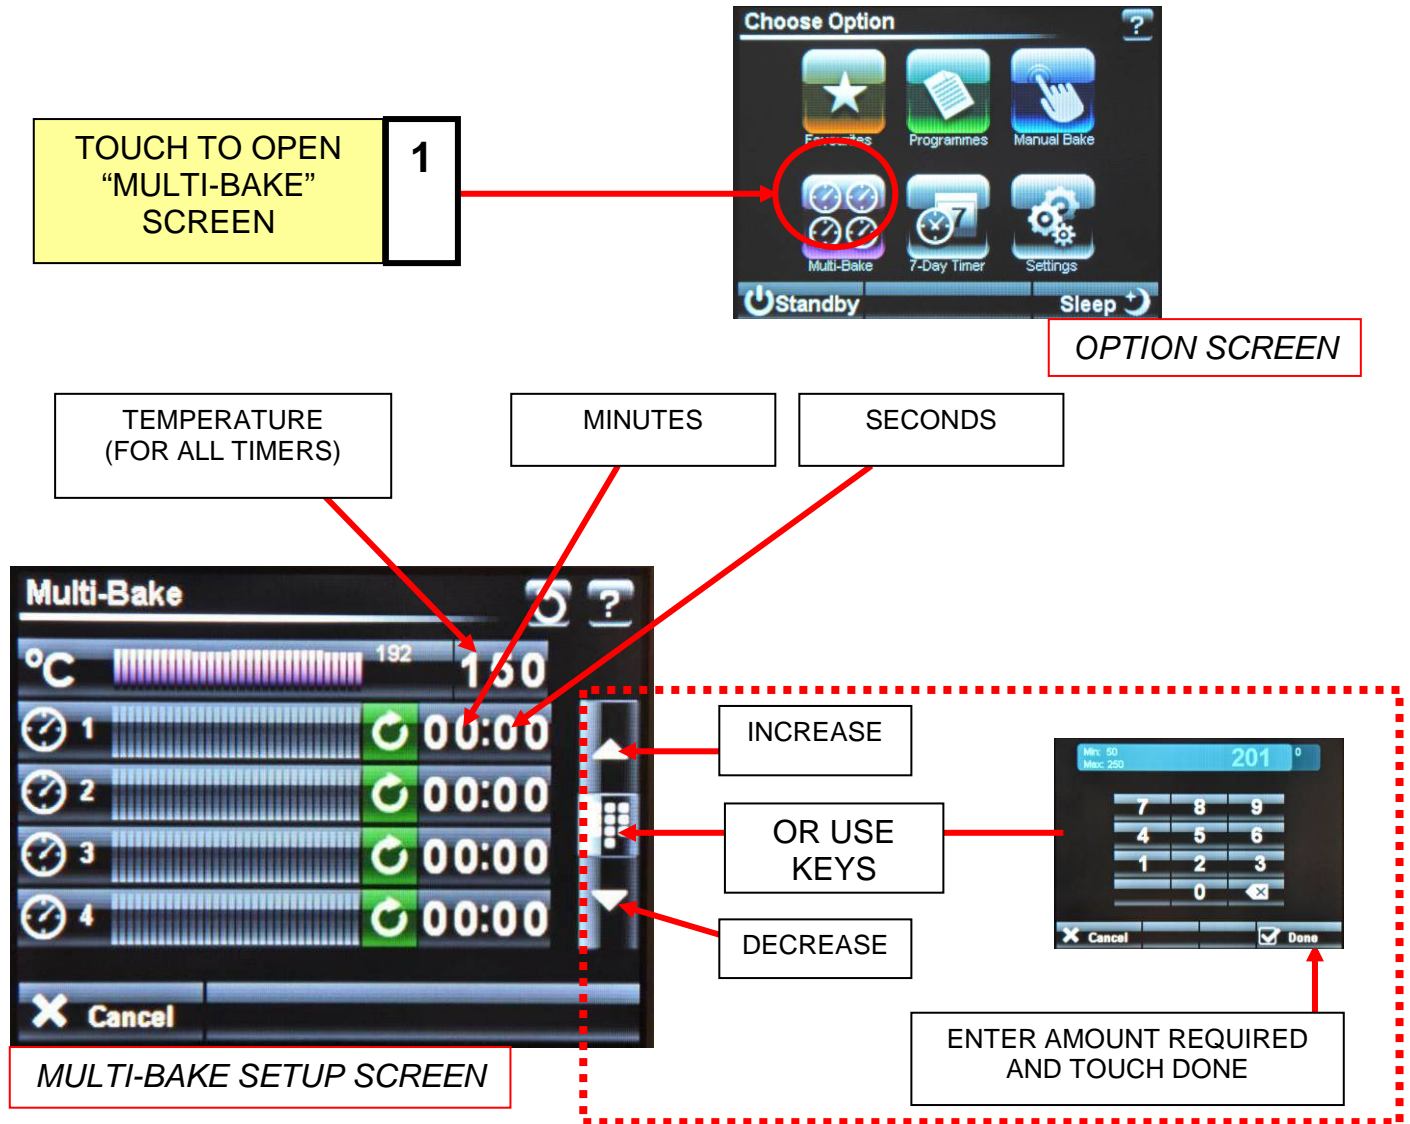 Choose Option
?
Favourites
Programmes
Manual Bake
TOUCH TO OPEN
“MULTI-BAKE”
SCREEN
1
7
Multi-Bake
7-Day Timer
Settings
Standby
Sleep
OPTION SCREEN
TEMPERATURE
(FOR ALL TIMERS)
MINUTES
SECONDS
Multi-Bake
?
°C
192
150
1
00:00
2
00:00
3
00:00
4
00:00
Cancel
MULTI-BAKE SETUP SCREEN
INCREASE
OR USE
KEYS
DECREASE
Min: 50
Max: 250
201
0
7 8 9
4 5 6
1 2 3
0
Cancel
Done
ENTER AMOUNT REQUIRED
AND TOUCH DONE